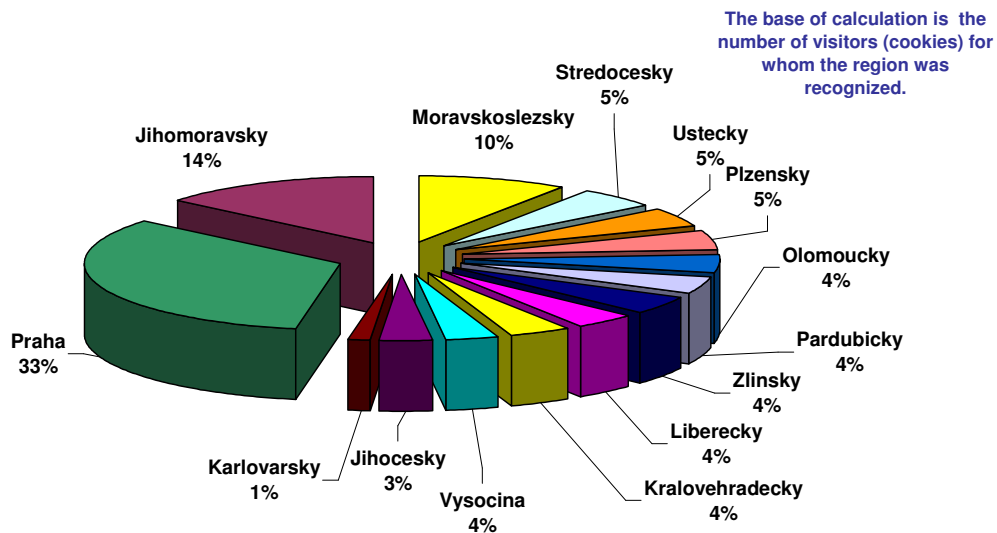 The base of calculation is the
number of visitors (cookies) for
whom the region was
recognized.
Stredocesky
5%
Moravskoslezsky
10%
Jihomoravsky
14%
Ustecky
5%
Plzensky
5%
Olomoucky
4%
Pardubicky
4%
Praha
33%
Zlinsky
4%
Liberecky
4%
Kralovehradecky
4%
Vysocina
4%
Jihocesky
3%
Karlovarsky
1%